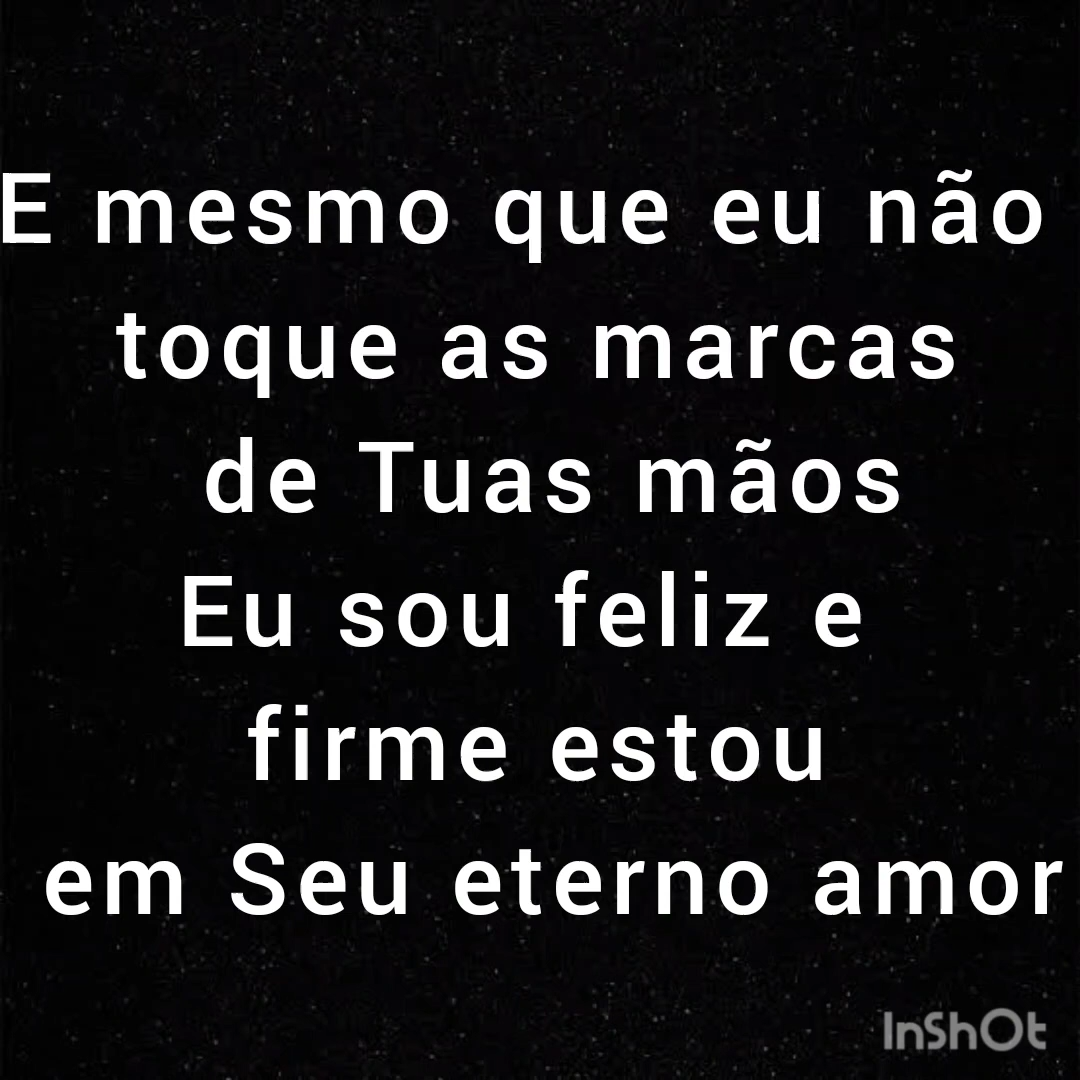 E mesmo que eu não
toque as marcas
de Tuas mãos
Eu sou feliz e
firme estou
em Seu eterno amor
InShOt